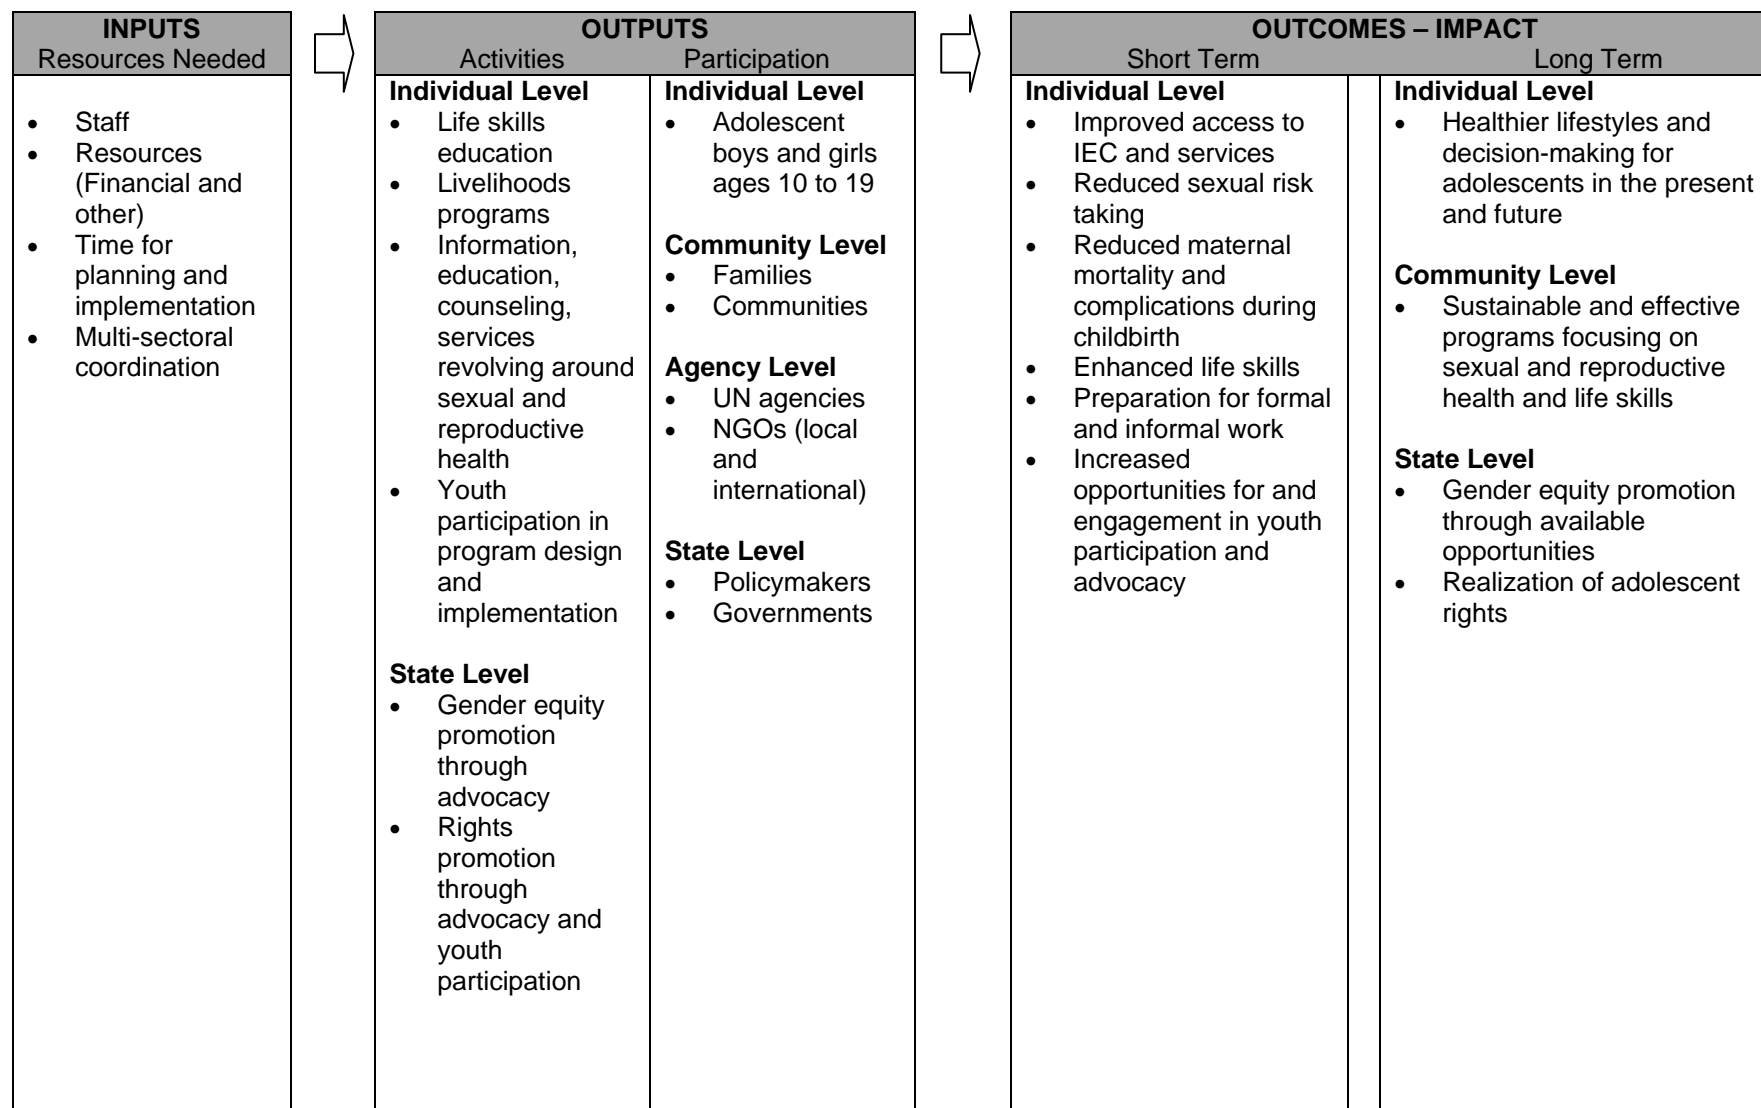 INPUTS
Resources Needed
• Staff
• Resources
(Financial and
other)
• Time for
planning and
implementation
• Multi-sectoral
coordination
OUTPUTS
Activities
Participation
Individual Level
• Life skills
education
• Livelihoods
programs
• Information,
education,
counseling,
services
revolving around
sexual and
reproductive
health
• Youth
participation in
program design
and
implementation
State Level
• Gender equity
promotion
through
advocacy
• Rights
promotion
through
advocacy and
youth
participation
Individual Level
• Adolescent
boys and girls
ages 10 to 19
Community Level
• Families
• Communities
Agency Level
• UN agencies
• NGOs (local
and
international)
State Level
• Policymakers
• Governments
OUTCOMES – IMPACT
Short Term
Long Term
Individual Level
• Improved access to
IEC and services
• Reduced sexual risk
taking
• Reduced maternal
mortality and
complications during
childbirth
• Enhanced life skills
• Preparation for formal
and informal work
• Increased
opportunities for and
engagement in youth
participation and
advocacy
Individual Level
• Healthier lifestyles and
decision-making for
adolescents in the present
and future
Community Level
• Sustainable and effective
programs focusing on
sexual and reproductive
health and life skills
State Level
• Gender equity promotion
through available
opportunities
• Realization of adolescent
rights